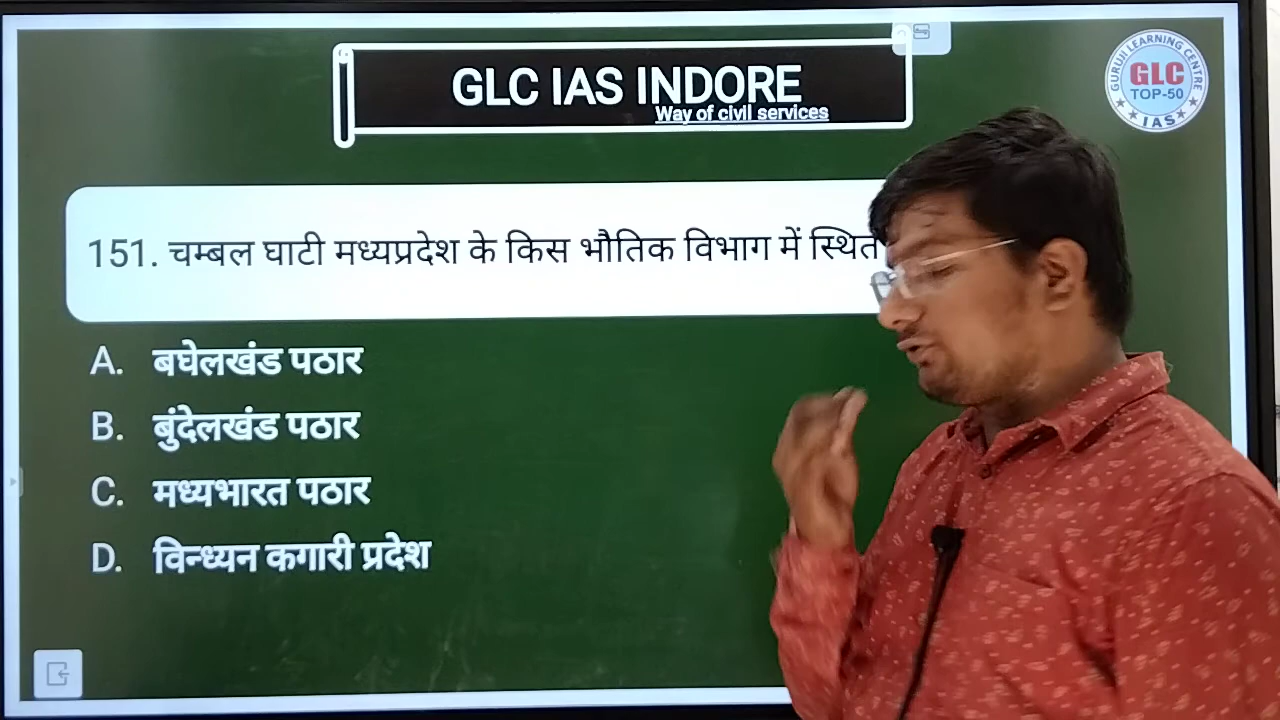 GLC IAS INDORE
Way of civil services
GURUJI LEARNING CENTRE
GLC
TOP-50
IAS
151. चम्बल घाटी मध्यप्रदेश के किस भौतिक विभाग में स्थित
A. बघेलखंड पठार
B. बुंदेलखंड पठार
C. मध्यभारत पठार
D. विन्ध्यन कगारी प्रदेश